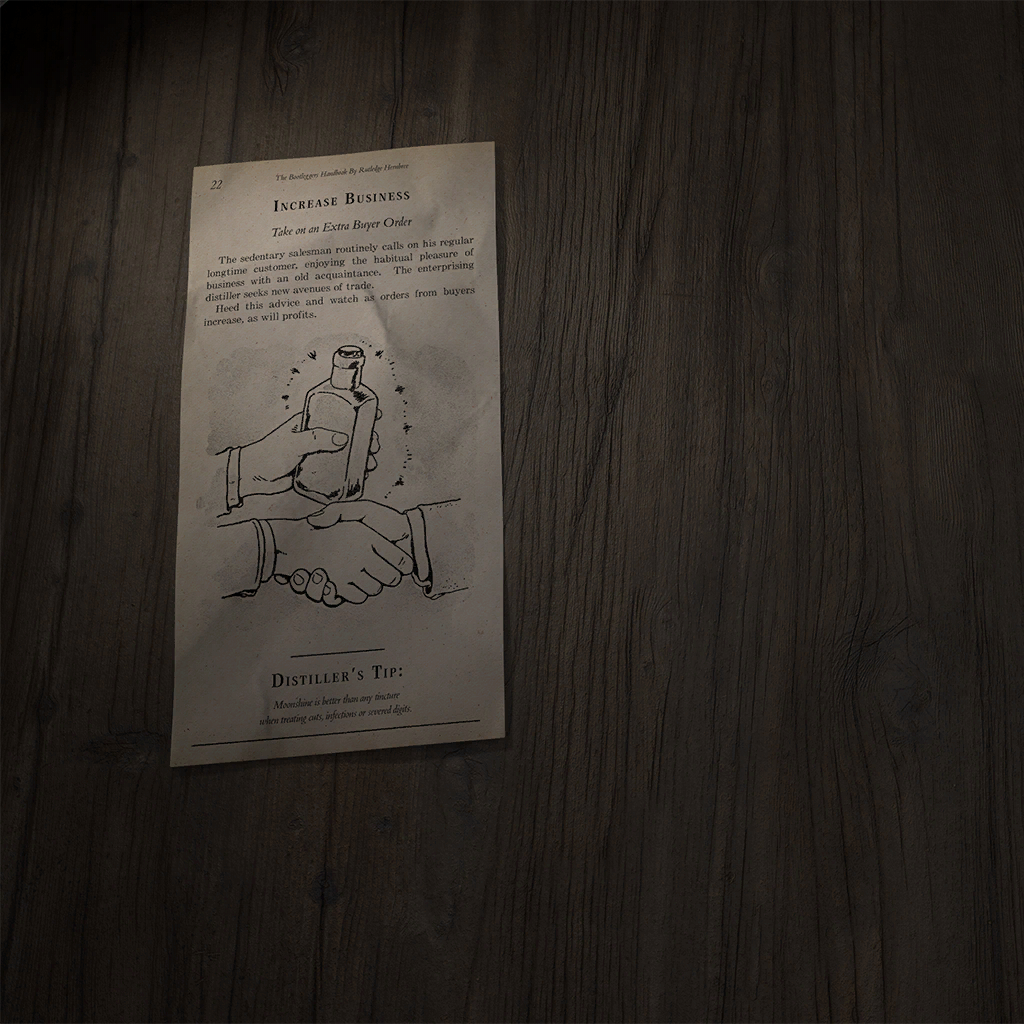 22
The Bootleggers Handbook By Rutledge
Increase Business
Take on an Extra Buyer Order
The sedentary salesman routinely calls on his regular
longtime customer, enjoying the habitual pleasure of
business with an old acquaintance. The enterprising
distiller seeks new avenues of trade.
Heed this advice and watch as orders from buyers
increase, as will profits.
Distiller's Tip:
Moonshine is better than any tincture
when treating cuts, infections or severed digits.